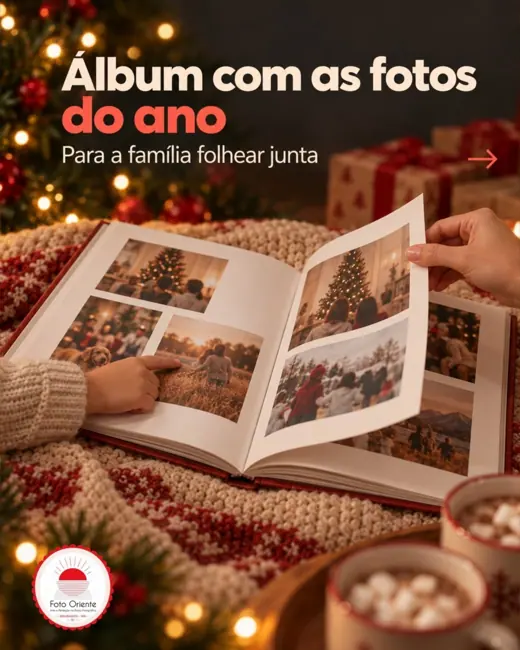 Álbum com as fotos
do ano
Para a família folhear junta
→
Foto Oriente